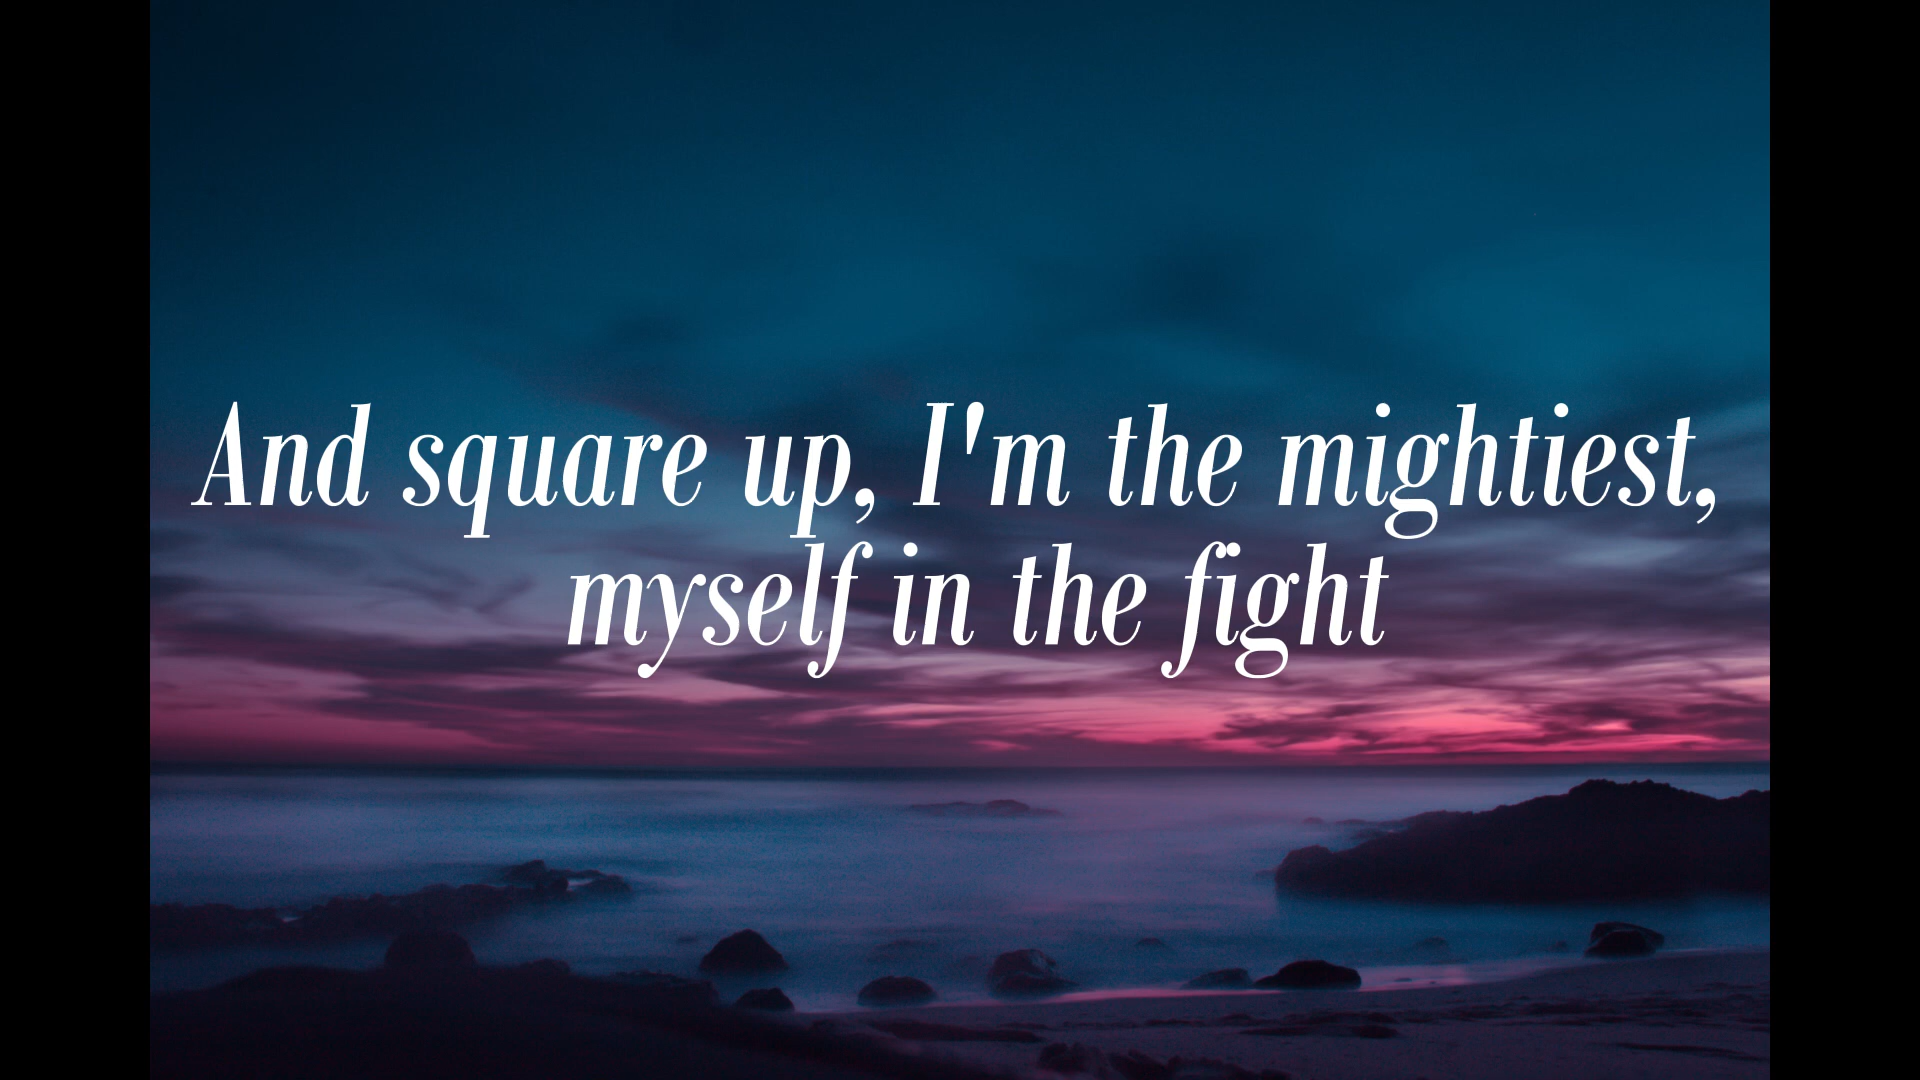 And square up, I'm the mightiest,
myself in the fight